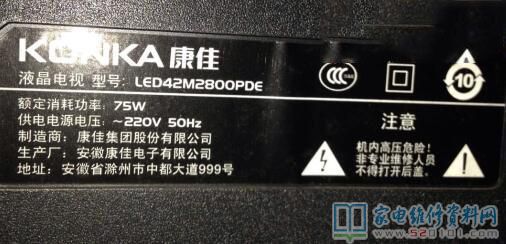 KONKA 康佳
液晶电视 型号: LED42M2800PDE
额定消耗功率: 75W
供电电源电压: ~220V 50Hz
制造商: 康佳集团股份有限公司
生产厂: 安徽康佳电子有限公司
地址: 安徽省滁州市中都大道999号
CCC
10
注意
机内高压危险!
非专业维修人员
不得打开后盖。
家电维修资料网
www.520101.com